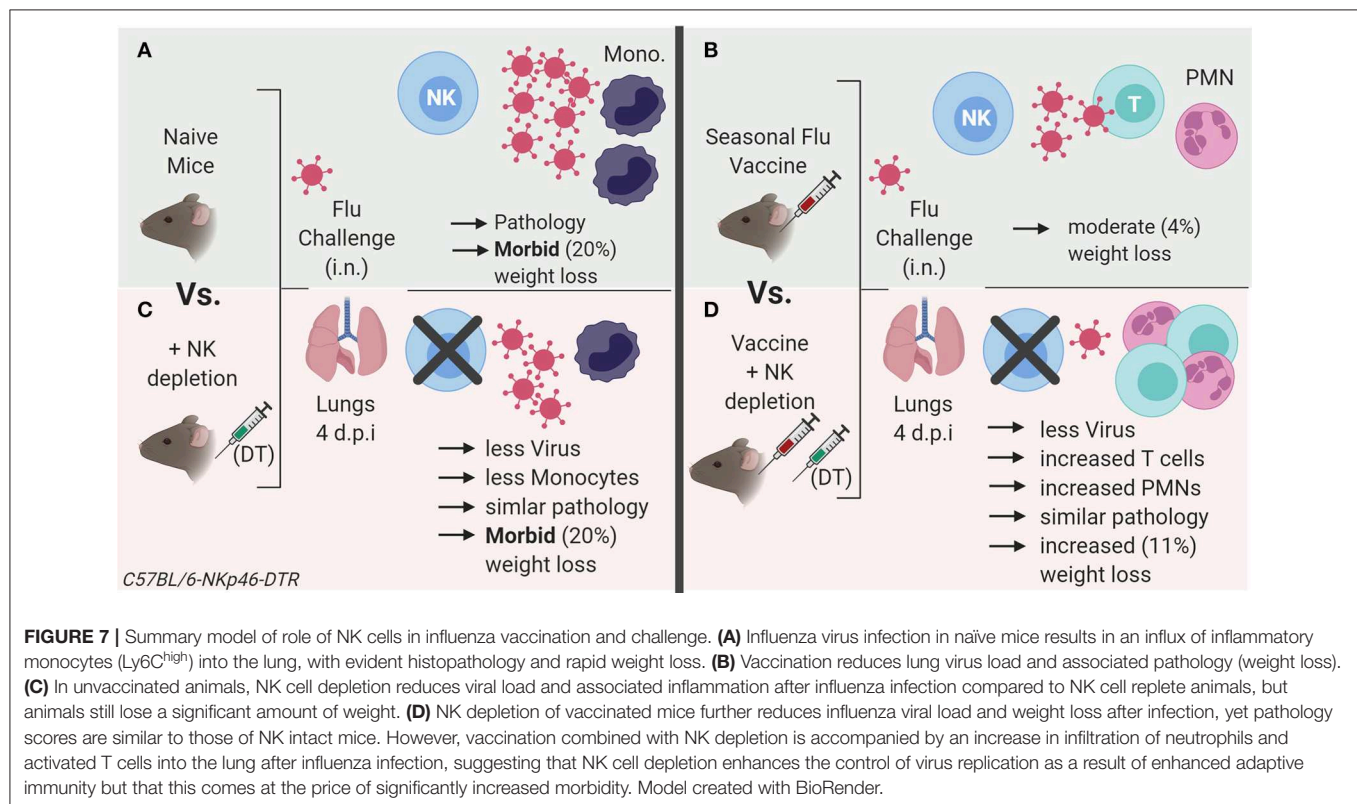 A
Mono.
NK
Naive
Mice
Flu
Challenge
(i.n.)
Pathology
Morbid (20%)
weight loss
Vs.
C
+ NK
depletion
(DT)
Lungs
4 d.p.i
less Virus
less Monocytes
simlar pathology
Morbid (20%)
weight loss
C57BL/6-NKp46-DTR
B
PMN
NK
T
Seasonal Flu
Vaccine
Flu
Challenge
(i.n.)
moderate (4%)
weight loss
Vs.
D
Vaccine
+ NK
depletion
(DT)
Lungs
4 d.p.i
less Virus
increased T cells
increased PMNs
similar pathology
increased (11%)
weight loss
FIGURE 7 | Summary model of role of NK cells in influenza vaccination and challenge. (A) Influenza virus infection in naïve mice results in an influx of inflammatory
monocytes (Ly6Chigh) into the lung, with evident histopathology and rapid weight loss. (B) Vaccination reduces lung virus load and associated pathology (weight loss).
(C) In unvaccinated animals, NK cell depletion reduces viral load and associated inflammation after influenza infection compared to NK cell replete animals, but
animals still lose a significant amount of weight. (D) NK depletion of vaccinated mice further reduces influenza viral load and weight loss after infection, yet pathology
scores are similar to those of NK intact mice. However, vaccination combined with NK depletion is accompanied by an increase in infiltration of neutrophils and
activated T cells into the lung after influenza infection, suggesting that NK cell depletion enhances the control of virus replication as a result of enhanced adaptive
immunity but that this comes at the price of significantly increased morbidity. Model created with BioRender.